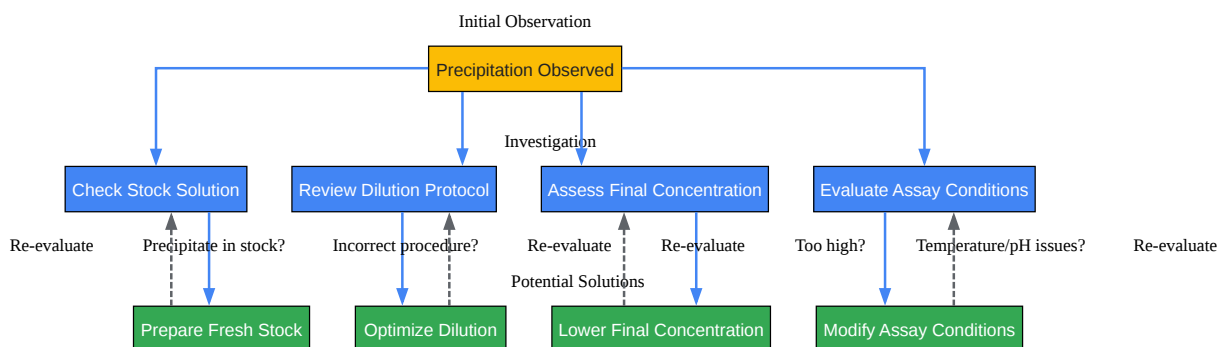 Initial Observation
Precipitation Observed
Investigation
Check Stock Solution
Review Dilution Protocol
Assess Final Concentration
Evaluate Assay Conditions
Re-evaluate
Precipitate in stock?
Incorrect procedure?
Re-evaluate
Re-evaluate
Too high?
Temperature/pH issues?
Re-evaluate
Potential Solutions
Prepare Fresh Stock
Optimize Dilution
Lower Final Concentration
Modify Assay Conditions